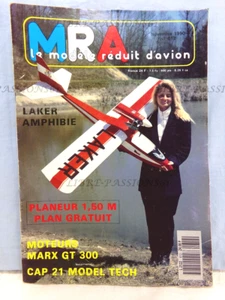 MRA
le modèle réduit d'avion
LAKER
AMPHIBIE
LAKER
PLANEUR 1,50 M
PLAN GRATUIT
MOTEURS
MARX GT 300
CAP 21 MODEL TECH